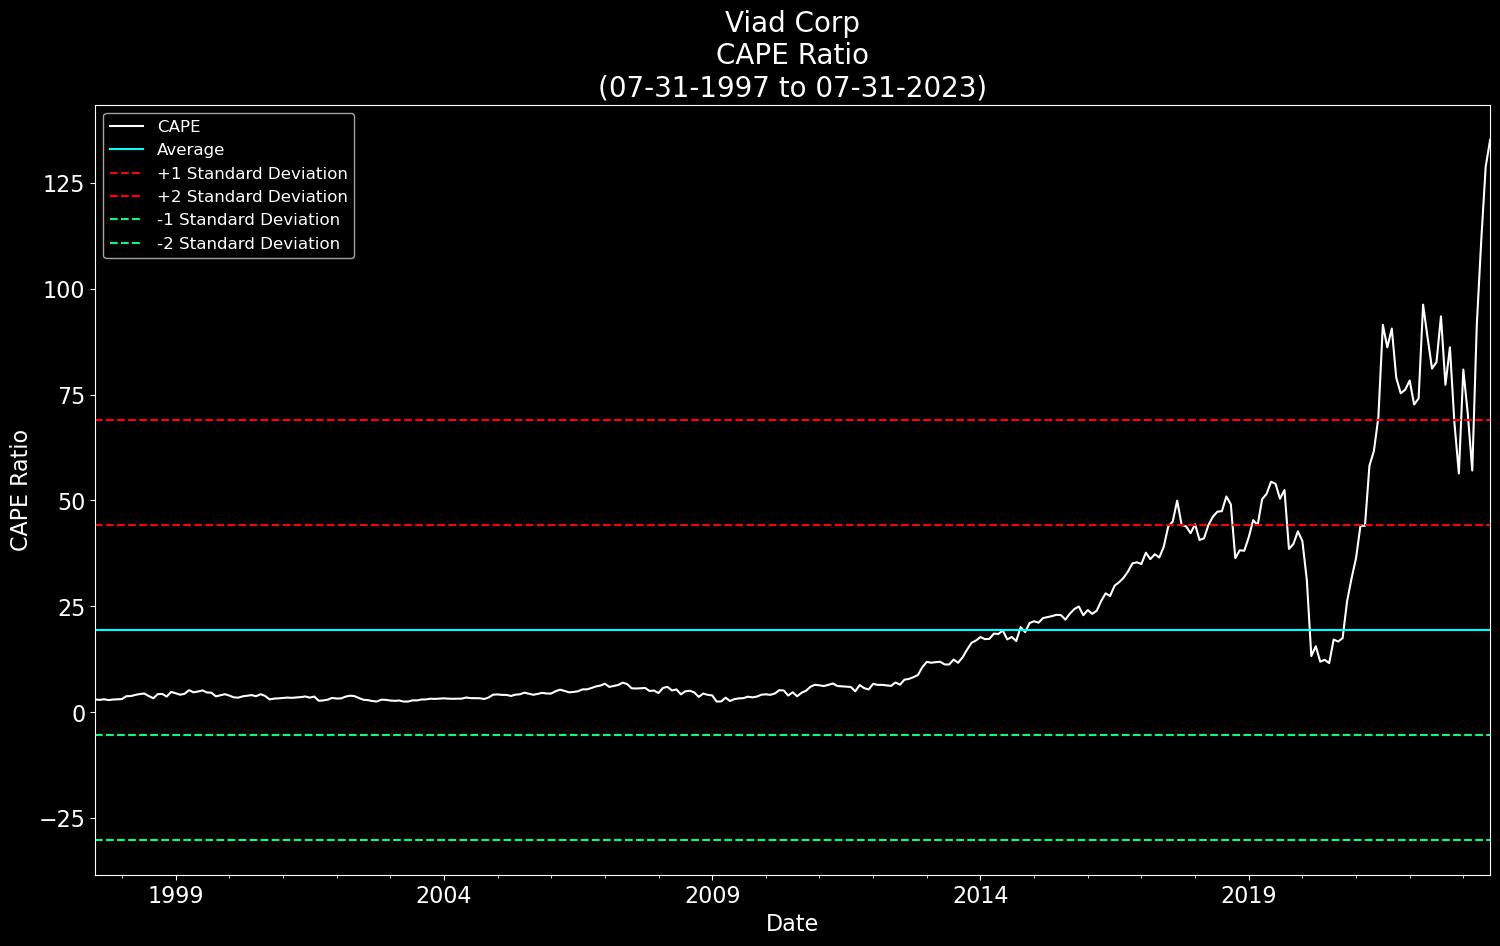 Viad Corp
CAPE Ratio
(07-31-1997 to 07-31-2023)
CAPE
Average
+1 Standard Deviation
+2 Standard Deviation
-1 Standard Deviation
-2 Standard Deviation
125
100
75
50
25
0
−25
CAPE Ratio
1999
2004
2009
2014
2019
Date